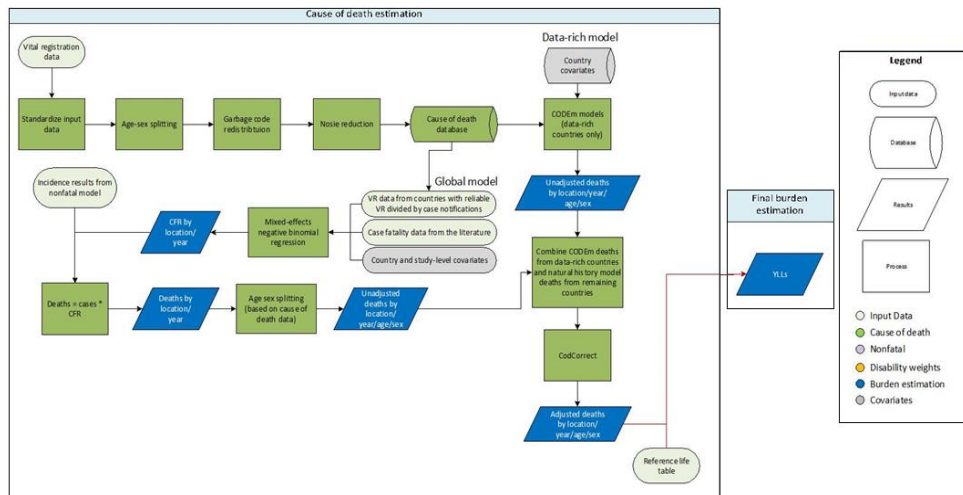 Cause of death estimation
Vital registration
data
Data-rich model
Country
covariates
Standardize input
data
Age-sex splitting
Garbage code
redistribtuion
Nosie reduction
Cause of death
database
CODEm models
(data-rich
countries only)
Incidence results from
nonfatal model
Global model
VR data from countries with reliable
VR divided by case notifications
Case fatality data from the literature
Country and study-level covariates
Mixed-effects
negative binomial
regression
CFR by
location/
year
Unadjusted deaths
by location/year/
age/sex
Combine CODEm deaths
from data-rich countries
and natural history model
deaths from remaining
countries
Deaths = cases *
CFR
Deaths by
location/
year
Age sex splitting
(based on cause of
death data)
Unadjusted
deaths by
location/
year/age/sex
CodCorrect
Adjusted deaths
by location/
year/age/sex
Reference life
table
Final burden
estimation
YLLs
Legend
Input data
Database
Results
Process
Input Data
Cause of death
Nonfatal
Disability weights
Burden estimation
Covariates